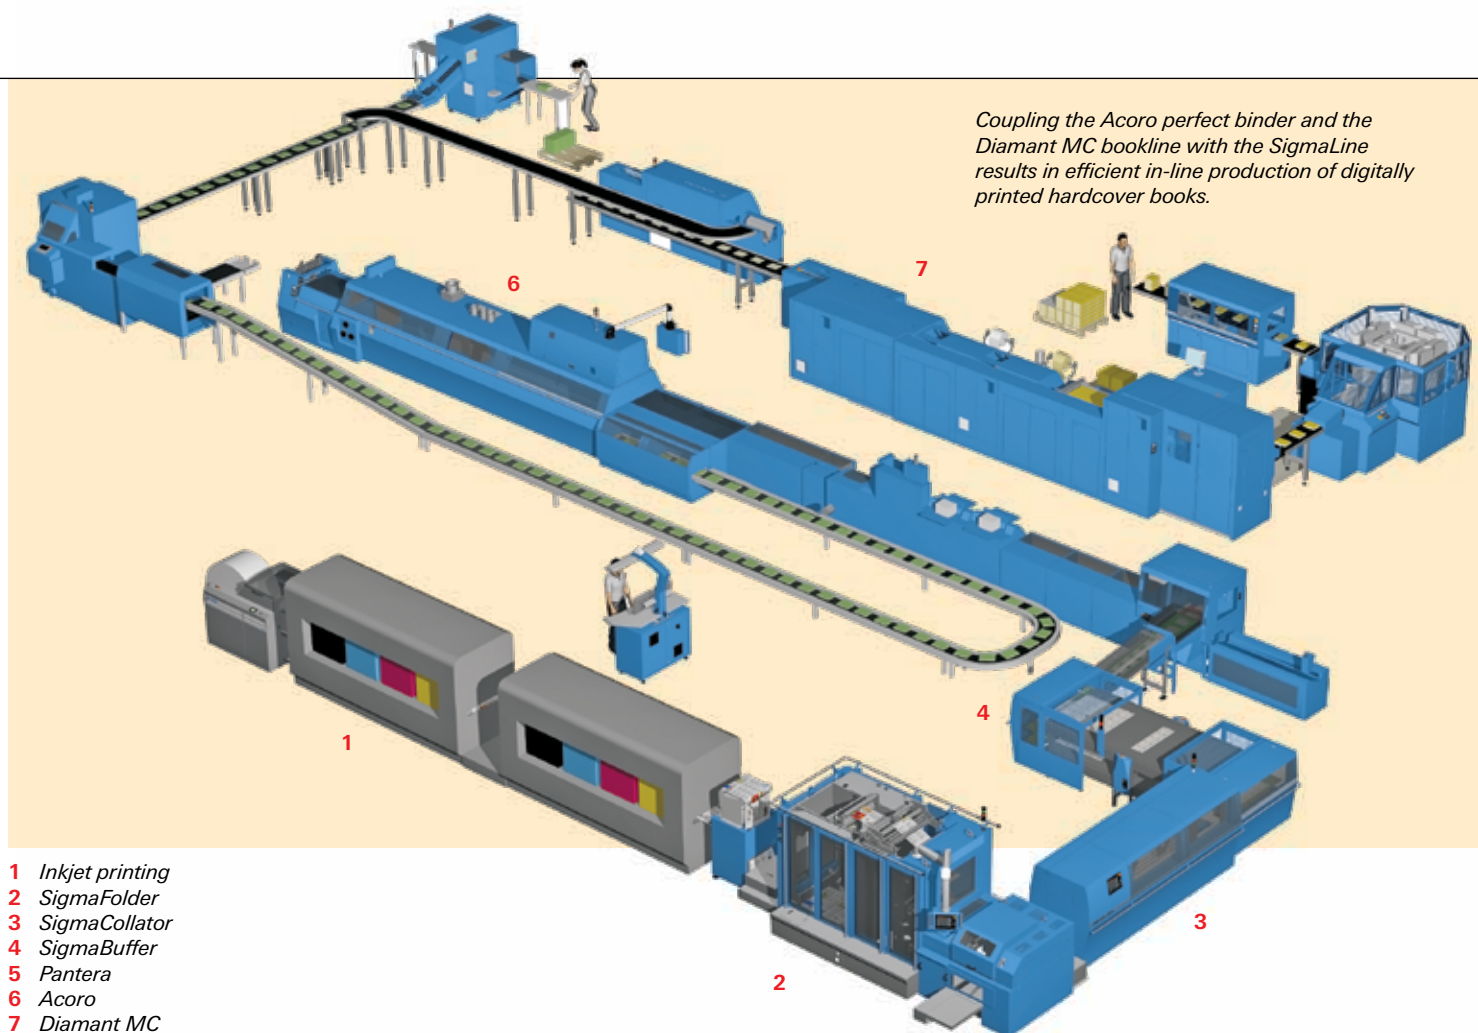 Coupling the Acoro perfect binder and the
Diamant MC bookline with the SigmaLine
results in efficient in-line production of digitally
printed hardcover books.
6
7
4
1
3
2
1 Inkjet printing
2 SigmaFolder
3 SigmaCollator
4 SigmaBuffer
5 Pantera
6 Acoro
7 Diamant MC